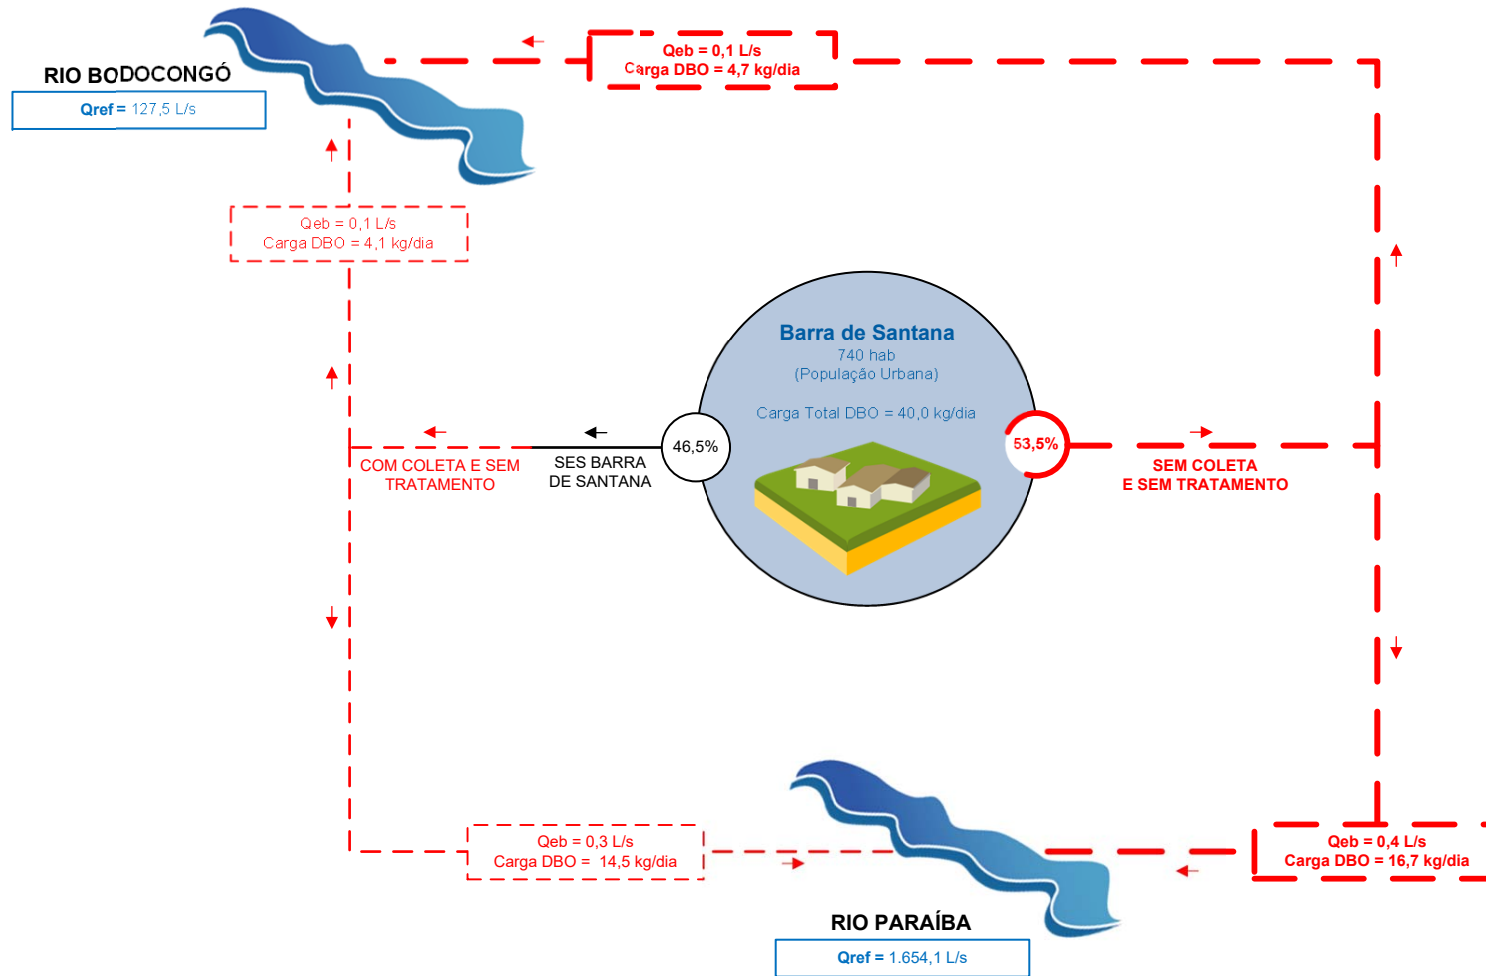 Qeb = 0,1 L/s
Carga DBO = 4,7 kg/dia
RIO BODOCONGÓ
Qref = 127,5 L/s
Qeb = 0,1 L/s
Carga DBO = 4,1 kg/dia
Barra de Santana
740 hab
(População Urbana)
Carga Total DBO = 40,0 kg/dia
46,5%
53,5%
COM COLETA E SEM
TRATAMENTO
SES BARRA
DE SANTANA
SEM COLETA
E SEM TRATAMENTO
Qeb = 0,3 L/s
Carga DBO = 14,5 kg/dia
Qeb = 0,4 L/s
Carga DBO = 16,7 kg/dia
RIO PARAÍBA
Qref = 1.654,1 L/s